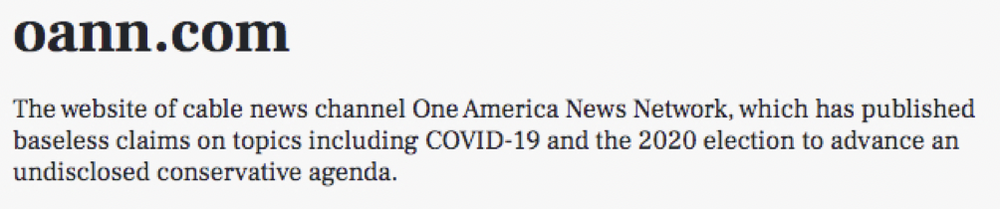 oann.com
The website of cable news channel One America News Network, which has published
baseless claims on topics including COVID-19 and the 2020 election to advance an
undisclosed conservative agenda.